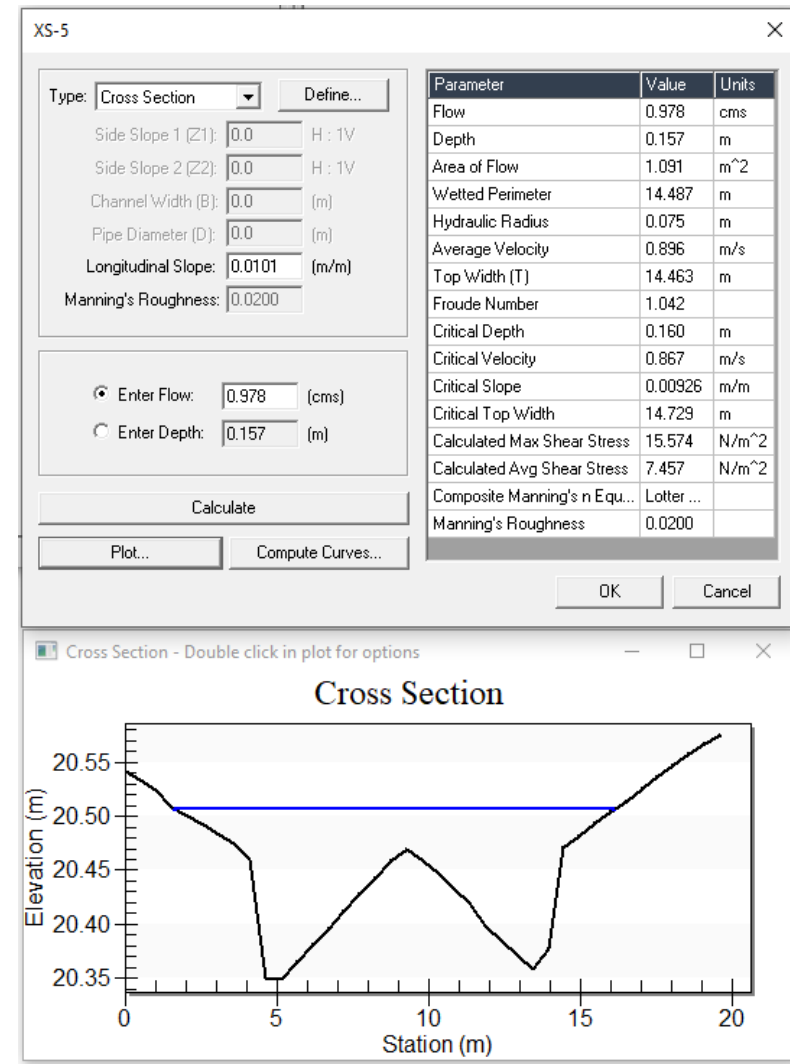 XS-5
Type: Cross Section Define...
Side Slope 1 (Z1): 0.0 H : 1V
Side Slope 2 (Z2): 0.0 H : 1V
Channel Width (B): 0.0 (m)
Pipe Diameter (D): 0.0 (m)
Longitudinal Slope: 0.0101 (m/m)
Manning's Roughness: 0.0200
Enter Flow: 0.978 (cms)
Enter Depth: 0.157 (m)
Calculate
Plot... Compute Curves...
Parameter Value Units
Flow 0.978 cms
Depth 0.157 m
Area of Flow 1.091 m^2
Wetted Perimeter 14.487 m
Hydraulic Radius 0.075 m
Average Velocity 0.896 m/s
Top Width (T) 14.463 m
Froude Number 1.042
Critical Depth 0.160 m
Critical Velocity 0.867 m/s
Critical Slope 0.00926 m/m
Critical Top Width 14.729 m
Calculated Max Shear Stress 15.574 N/m^2
Calculated Avg Shear Stress 7.457 N/m^2
Composite Manning's n Equ... Lotter ...
Manning's Roughness 0.0200
OK Cancel
Cross Section - Double click in plot for options
Cross Section
Elevation (m)
20.55
20.50
20.45
20.40
20.35
0 5 10 15 20
Station (m)